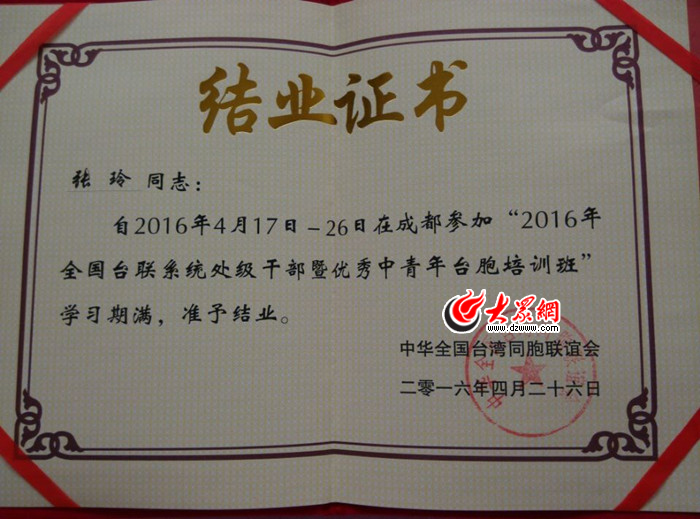 结业证书
张 玲 同志：
自2016年4月17日－26日在成都参加“2016年
全国台联系统处级干部暨优秀中青年台胞培训班”
学习期满，准予结业。
大眾網
www.dzwww.com
中华全国台湾同胞联谊会
二零一六年四月二十六日